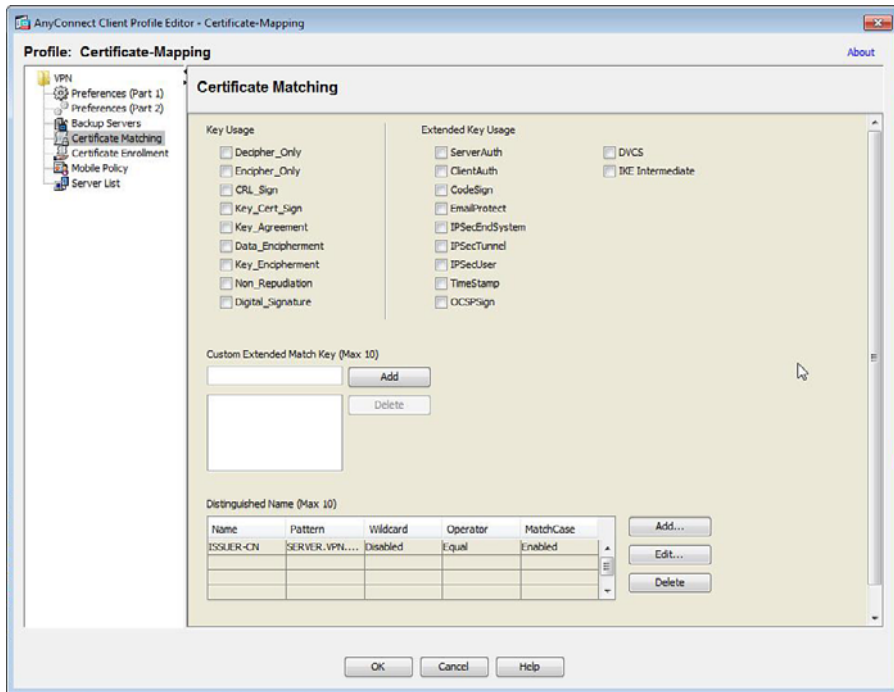 AnyConnect Client Profile Editor - Certificate-Mapping
Profile: Certificate-Mapping
About
VPN
Preferences (Part 1)
Preferences (Part 2)
Backup Servers
Certificate Matching
Certificate Enrollment
Mobile Policy
Server List
Certificate Matching
Key Usage
Decipher_Only
Encipher_Only
CRL_Sign
Key_Cert_Sign
Key_Agreement
Data_Encipherment
Key_Encipherment
Non_Repudiation
Digital_Signature
Extended Key Usage
ServerAuth
ClientAuth
CodeSign
EmailProtect
IPSecEndSystem
IPSecTunnel
IPSecUser
TimeStamp
OCSPSign
DVCS
IKE Intermediate
Custom Extended Match Key (Max 10)
Add
Delete
Distinguished Name (Max 10)
Name Pattern Wildcard Operator MatchCase
ISSUER-CN SERVER.VPN.... Disabled Equal Enabled
Add...
Edit...
Delete
OK Cancel Help